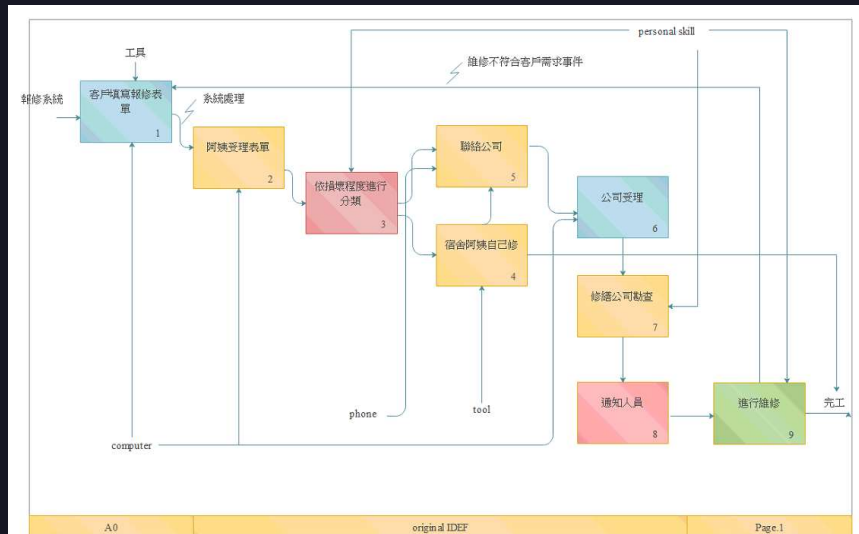 personal skill
工具
維修不符合客戶需求事件
報修系統
客戶填寫報修表
單
1
系統處理
阿姨受理表單
2
依損壞程度進行
分類
3
聯絡公司
5
宿舍阿姨自己修
4
公司受理
6
修繕公司勘查
7
通知人員
8
進行維修
9
完工
phone
tool
computer
A0
original IDEF
Page.1